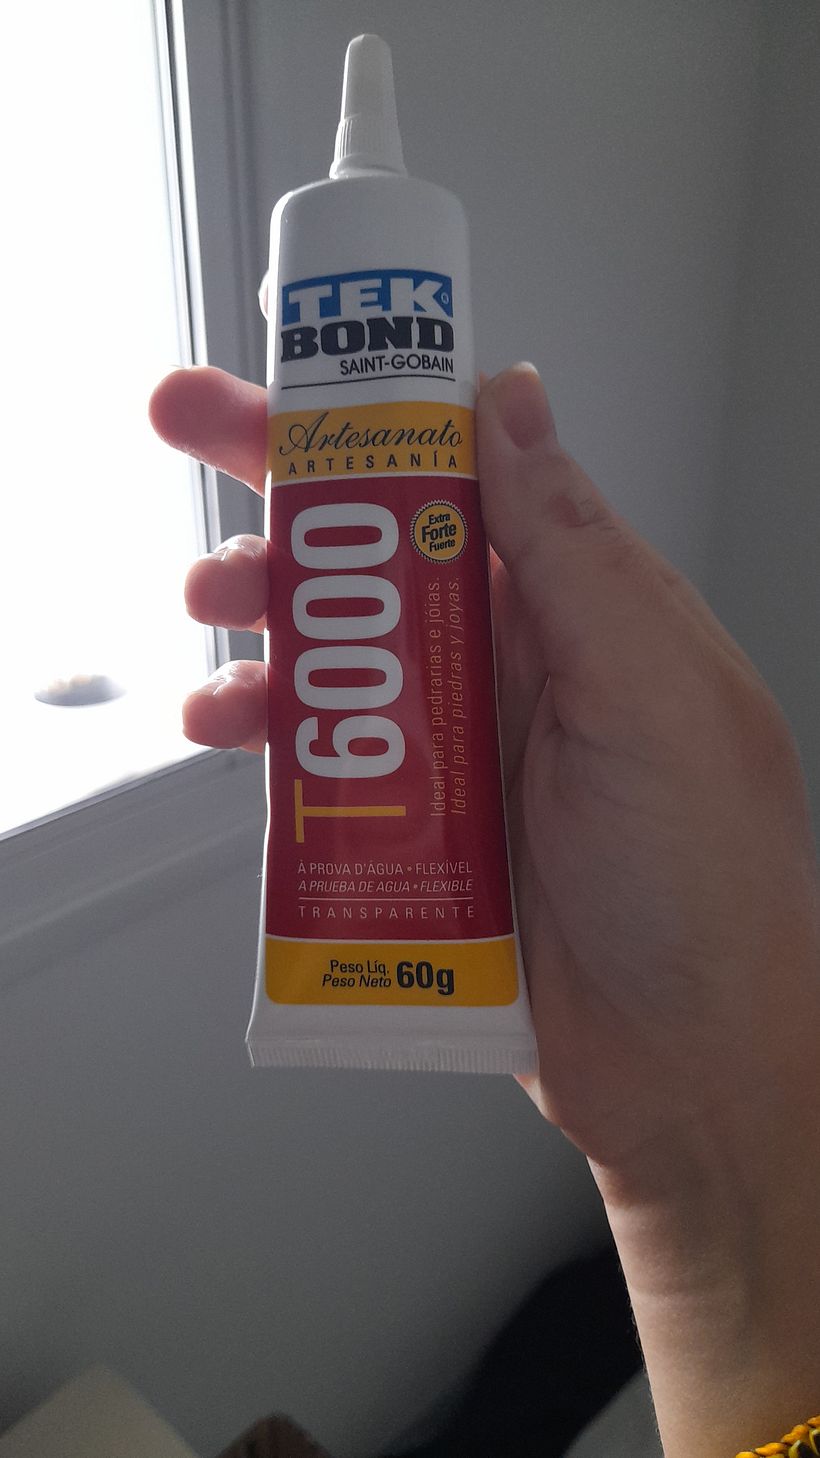 TEK®
BOND
SAINT-GOBAIN
Artesanato
ARTESANÍA
T6000
Extra
Forte
Fuerte
Ideal para pedrarias e jóias.
Ideal para piedras y joyas.
À PROVA D'ÁGUA • FLEXÍVEL
A PRUEBA DE AGUA • FLEXIBLE
TRANSPARENTE
Peso Líq.
Peso Neto 60g